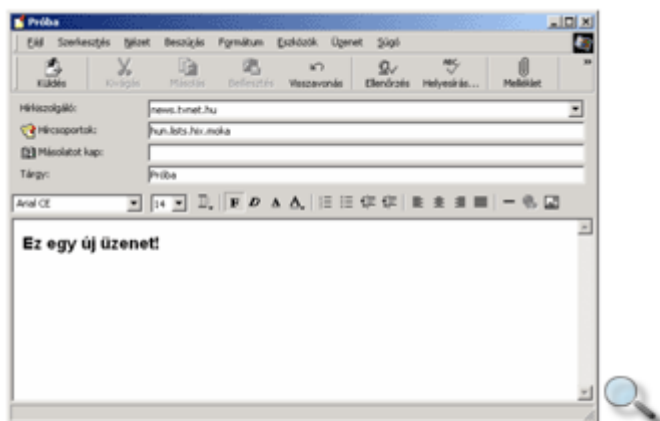 Próba
Fájl Szerkesztés Nézet Beszúrás Formátum Eszközök Üzenet Súgó
Küldés Kivágás Másolás Beillesztés Visszavonás Ellenőrzés Helyesírás... Melléklet »
Hírkiszolgáló: news.tvnet.hu
Hírcsoportok: hun.lists.hix.moka
Másolatot kap:
Tárgy: Próba
Arial CE 14 F D A A
Ez egy új üzenet!